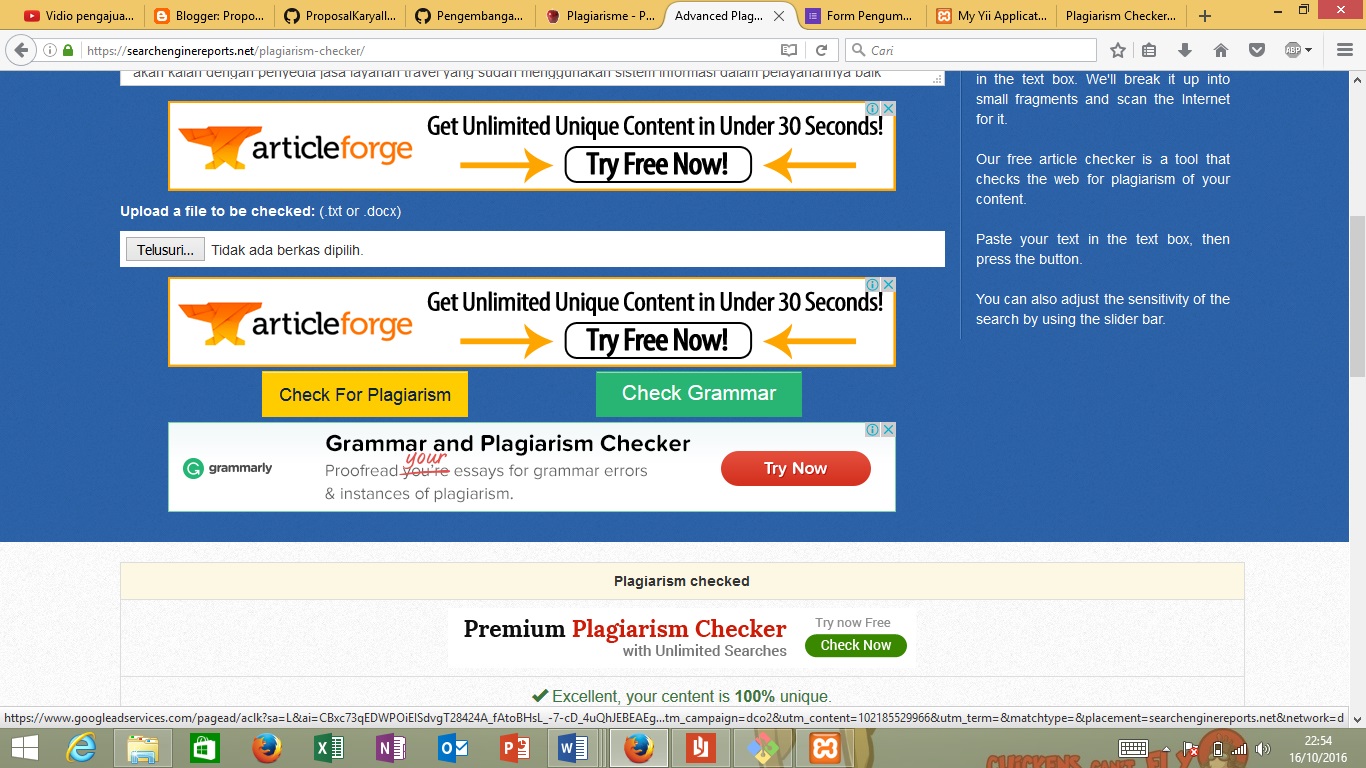 Vidio pengajua...
Blogger: Propo...
ProposalKaryaIl...
Pengembanga...
Plagiarisme - P...
Advanced Plag...
Form Pengum...
My Yii Applicat...
Plagiarism Checker...
https://searchenginereports.net/plagiarism-checker/
Cari
ABP
akan kalah dengan penyedia jasa layanan travel yang sudah menggunakan sistem informasi dalam pelayanannya baik
articleforge
Get Unlimited Unique Content in Under 30 Seconds!
Try Free Now!
Upload a file to be checked: (.txt or .docx)
Telusuri... Tidak ada berkas dipilih.
articleforge
Get Unlimited Unique Content in Under 30 Seconds!
Try Free Now!
Check For Plagiarism
Check Grammar
grammarly
Grammar and Plagiarism Checker
your
Proofread you're essays for grammar errors
& instances of plagiarism.
Try Now
in the text box. We'll break it up into
small fragments and scan the Internet
for it.
Our free article checker is a tool that
checks the web for plagiarism of your
content.
Paste your text in the text box, then
press the button.
You can also adjust the sensitivity of the
search by using the slider bar.
Plagiarism checked
Premium Plagiarism Checker
with Unlimited Searches
Try now Free
Check Now
Excellent, your centent is 100% unique.
https://www.googleadservices.com/pagead/aclk?sa=L&ai=CBxc73qEDWPOiEISdvgT28424A_fAtoBHsL_-7-cD_4uQhJEBEAEg...tm_campaign=dco2&utm_content=102185529966&utm_term=&matchtype=&placement=searchenginereports.net&network=d
CHICKENS CAN'T FLY
22:54
16/10/2016